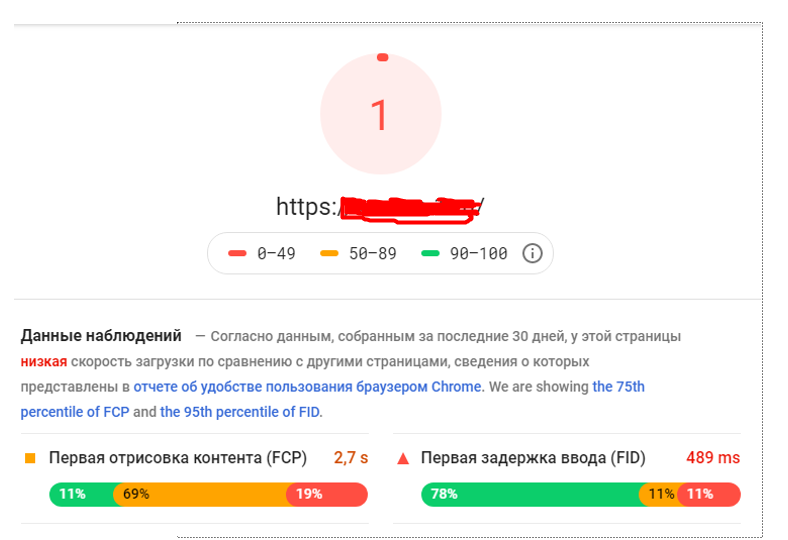 1
https:/
0–49 50–89 90–100
Данные наблюдений — Согласно данным, собранным за последние 30 дней, у этой страницы
низкая скорость загрузки по сравнению с другими страницами, сведения о которых
представлены в отчете об удобстве пользования браузером Chrome. We are showing the 75th
percentile of FCP and the 95th percentile of FID.
Первая отрисовка контента (FCP) 2,7 s Первая задержка ввода (FID) 489 ms
11% 69% 19% 78% 11% 11%